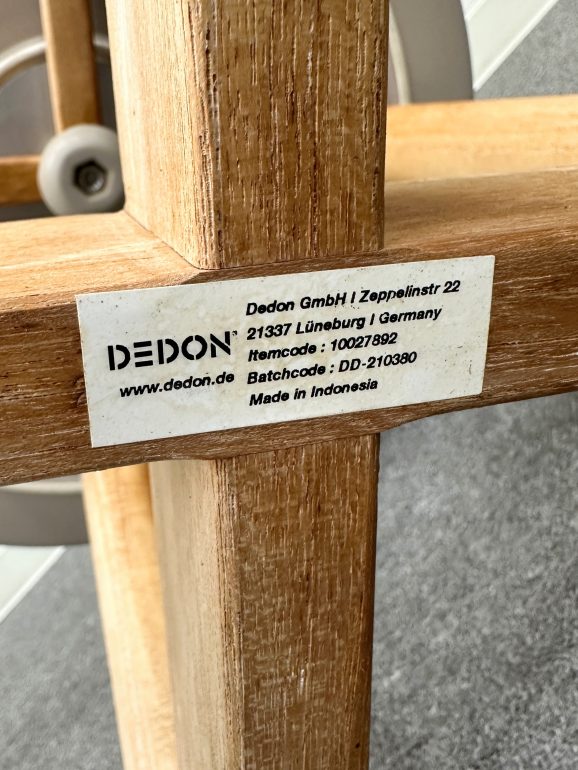 DEDON
www.dedon.de
Dedon GmbH I Zeppelinstr 22
21337 Lüneburg I Germany
Itemcode : 10027892
Batchcode : DD-210380
Made in Indonesia